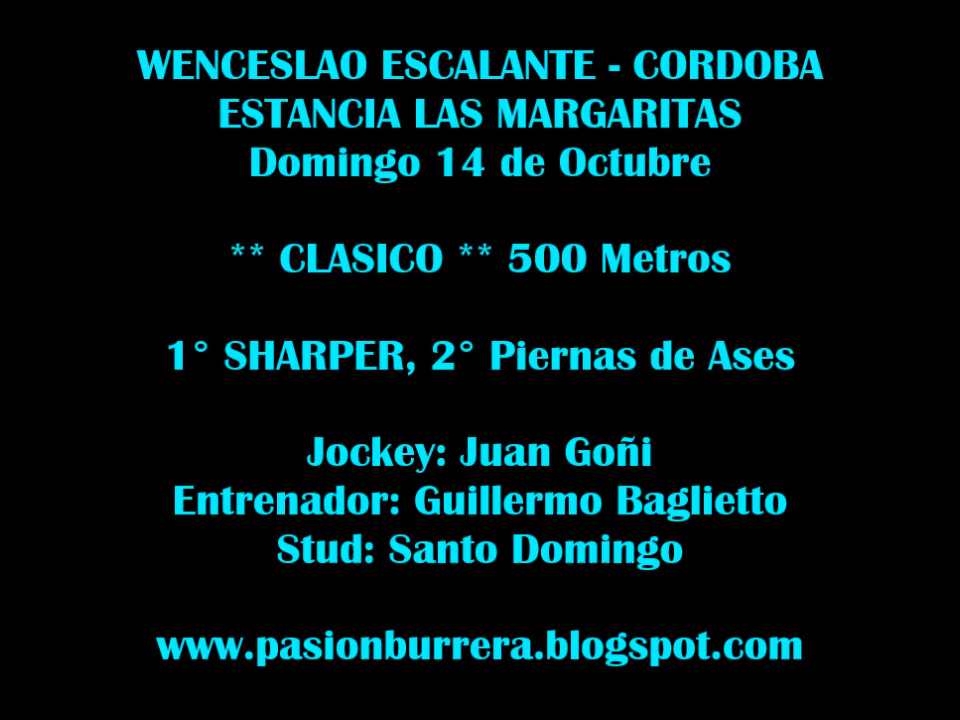 WENCESLAO ESCALANTE - CORDOBA
ESTANCIA LAS MARGARITAS
Domingo 14 de Octubre
** CLASICO ** 500 Metros
1° SHARPER, 2° Piernas de Ases
Jockey: Juan Goñi
Entrenador: Guillermo Baglietto
Stud: Santo Domingo
www.pasionburrera.blogspot.com